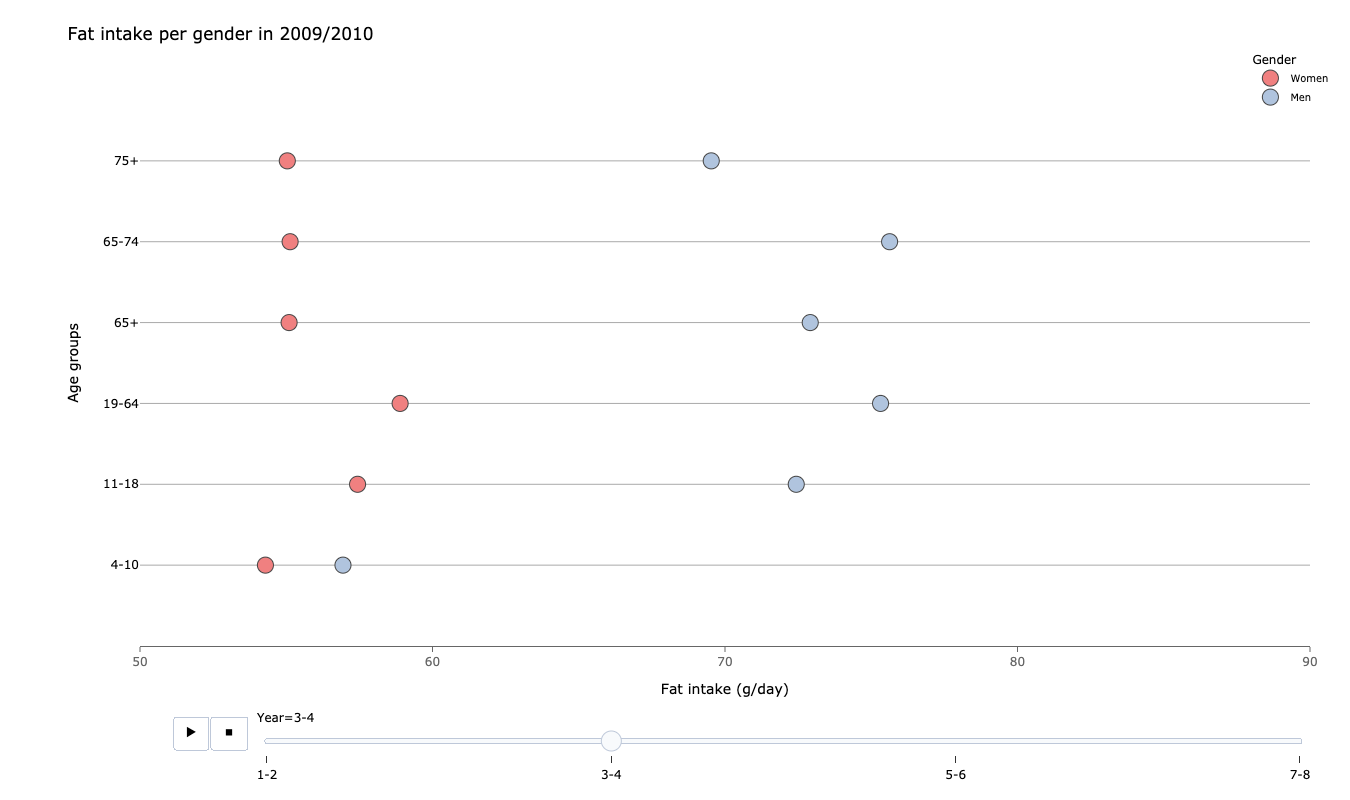 Fat intake per gender in 2009/2010
Gender
Women
Men
75+
65-74
65+
19-64
11-18
4-10
Age groups
50 60 70 80 90
Fat intake (g/day)
Year=3-4
1-2 3-4 5-6 7-8